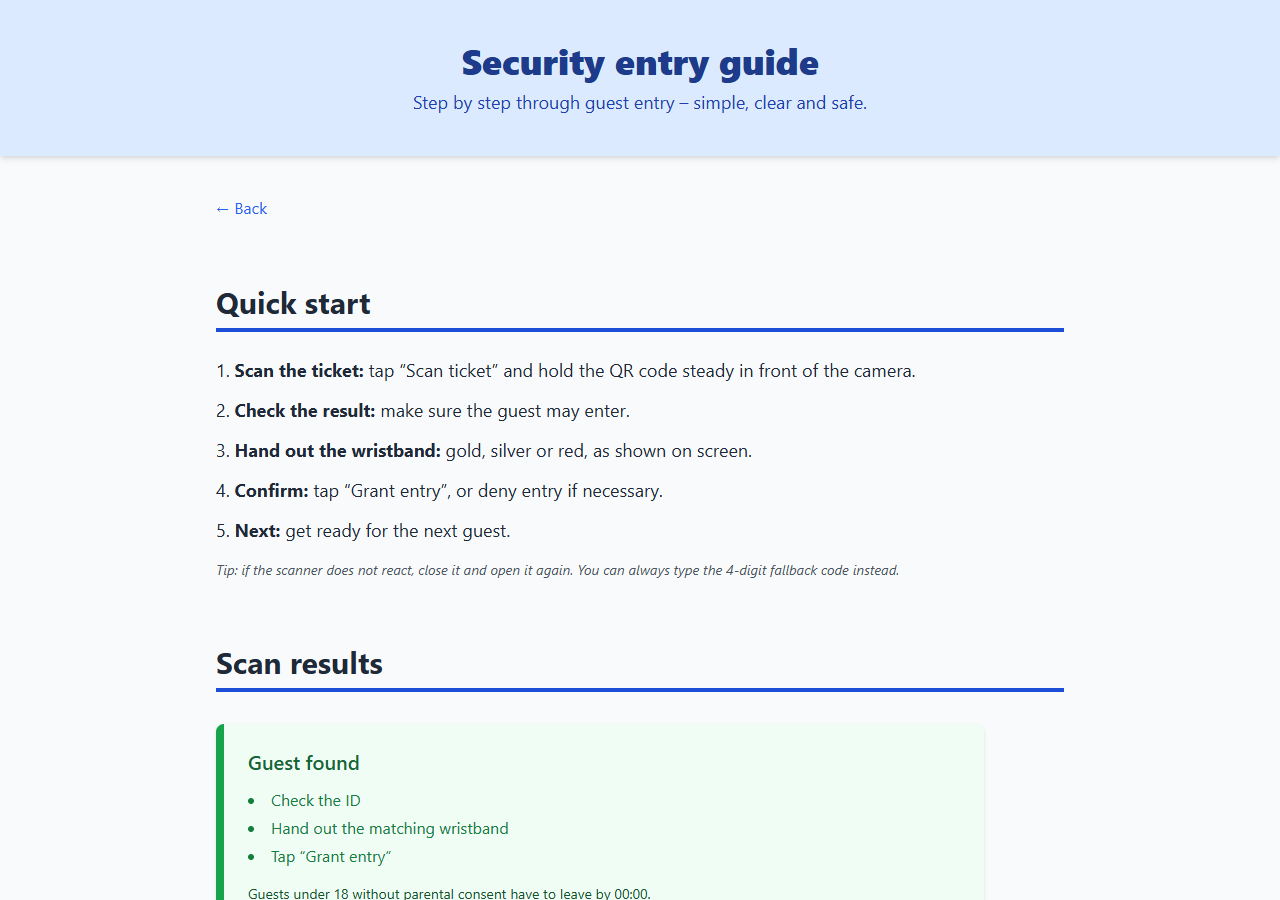 Security entry guide
Step by step through guest entry – simple, clear and safe.
← Back
Quick start
1. Scan the ticket: tap “Scan ticket” and hold the QR code steady in front of the camera.
2. Check the result: make sure the guest may enter.
3. Hand out the wristband: gold, silver or red, as shown on screen.
4. Confirm: tap “Grant entry”, or deny entry if necessary.
5. Next: get ready for the next guest.
Tip: if the scanner does not react, close it and open it again. You can always type the 4-digit fallback code instead.
Scan results
Guest found
• Check the ID
• Hand out the matching wristband
• Tap “Grant entry”
Guests under 18 without parental consent have to leave by 00:00.